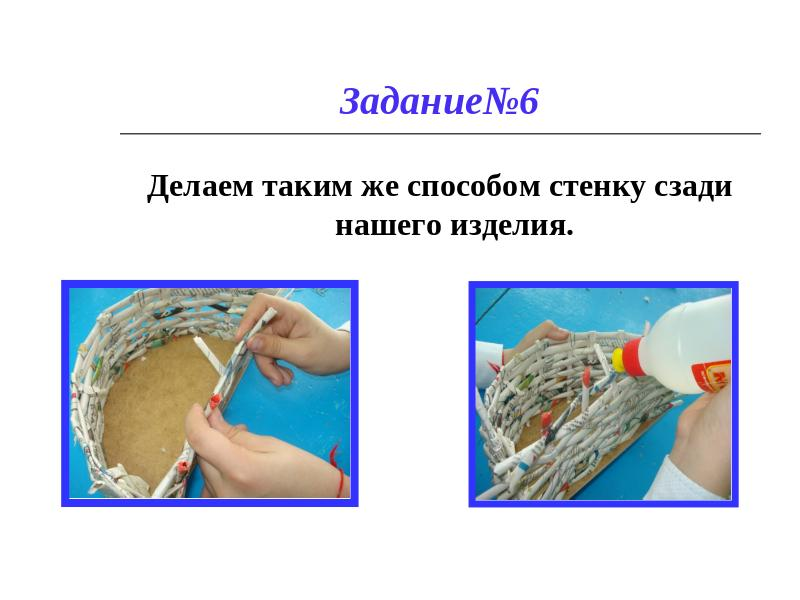 Задание№6
Делаем таким же способом стенку сзади
нашего изделия.